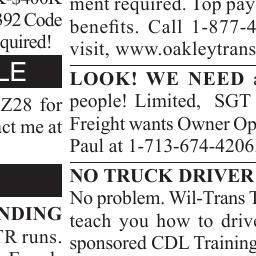 392 Code
quired!
LE
Z28 for
act me at
NDING
TR runs.
ment required. Top pay
benefits. Call 1-877-4
visit, www.oakleytrans
LOOK! WE NEED a
people! Limited, SGT
Freight wants Owner Op
Paul at 1-713-674-4206
NO TRUCK DRIVER
No problem. Wil-Trans T
teach you how to drive
sponsored CDL Training